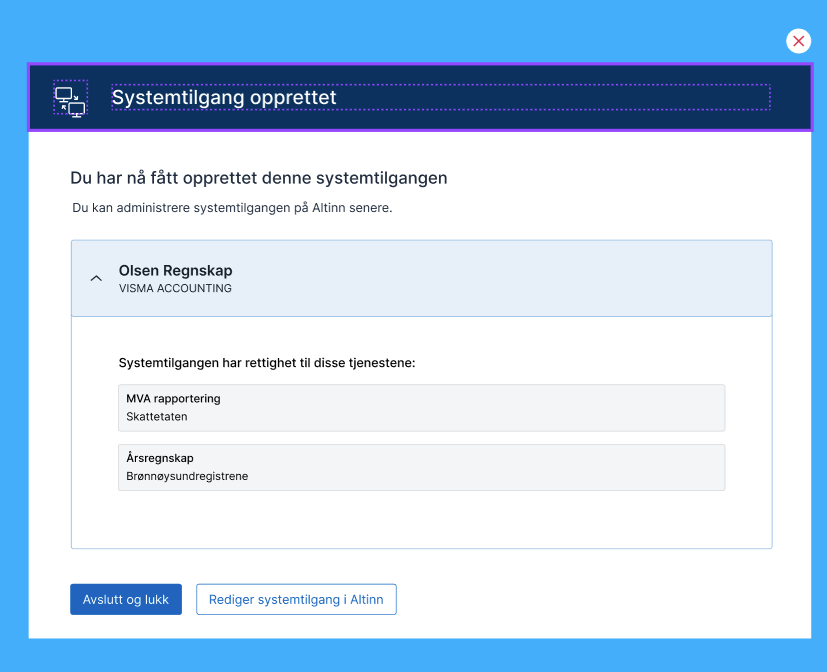 Systemtilgang opprettet
Du har nå fått opprettet denne systemtilgangen
Du kan administrere systemtilgangen på Altinn senere.
Olsen Regnskap
VISMA ACCOUNTING
Systemtilgangen har rettighet til disse tjenestene:
MVA rapportering
Skattetaten
Årsregnskap
Brønnøysundregistrene
Avslutt og lukk
Rediger systemtilgang i Altinn